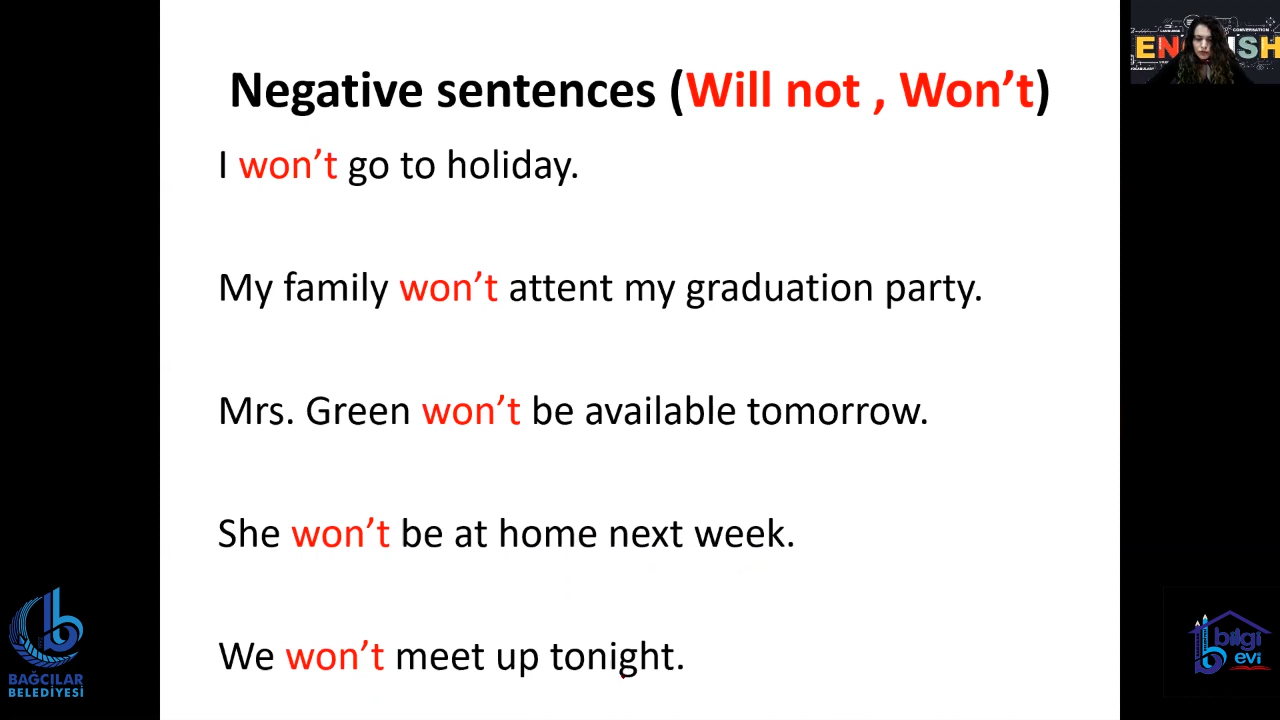 Negative sentences (Will not , Won’t)
I won’t go to holiday.
My family won’t attent my graduation party.
Mrs. Green won’t be available tomorrow.
She won’t be at home next week.
We won’t meet up tonight.
CONVERSATION
BAĞCILAR
BELEDİYESİ
bilgi
evi